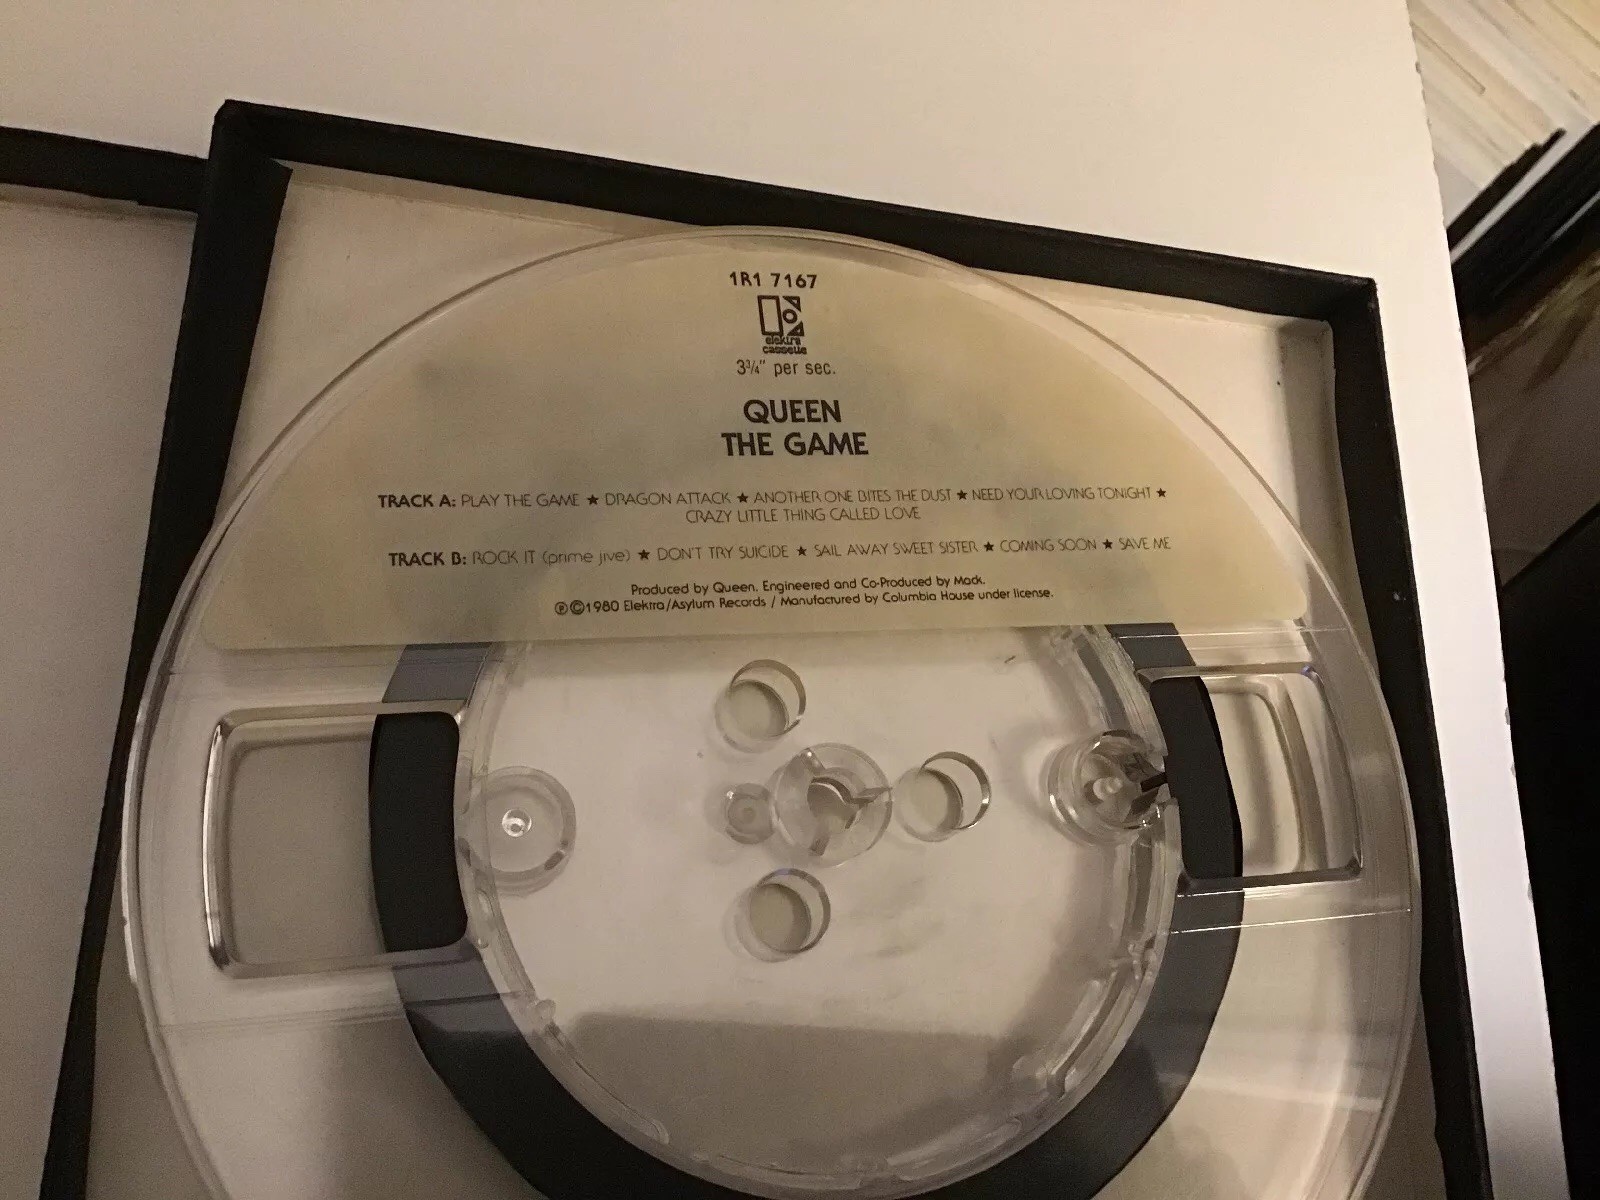 1R1 7167
elektra
cassette
3¾" per sec.
QUEEN
THE GAME
TRACK A: PLAY THE GAME ★ DRAGON ATTACK ★ ANOTHER ONE BITES THE DUST ★ NEED YOUR LOVING TONIGHT ★
CRAZY LITTLE THING CALLED LOVE
TRACK B: ROCK IT (prime jive) ★ DON'T TRY SUICIDE ★ SAIL AWAY SWEET SISTER ★ COMING SOON ★ SAVE ME
Produced by Queen. Engineered and Co-Produced by Mack.
℗©1980 Elektra/Asylum Records / Manufactured by Columbia House under license.